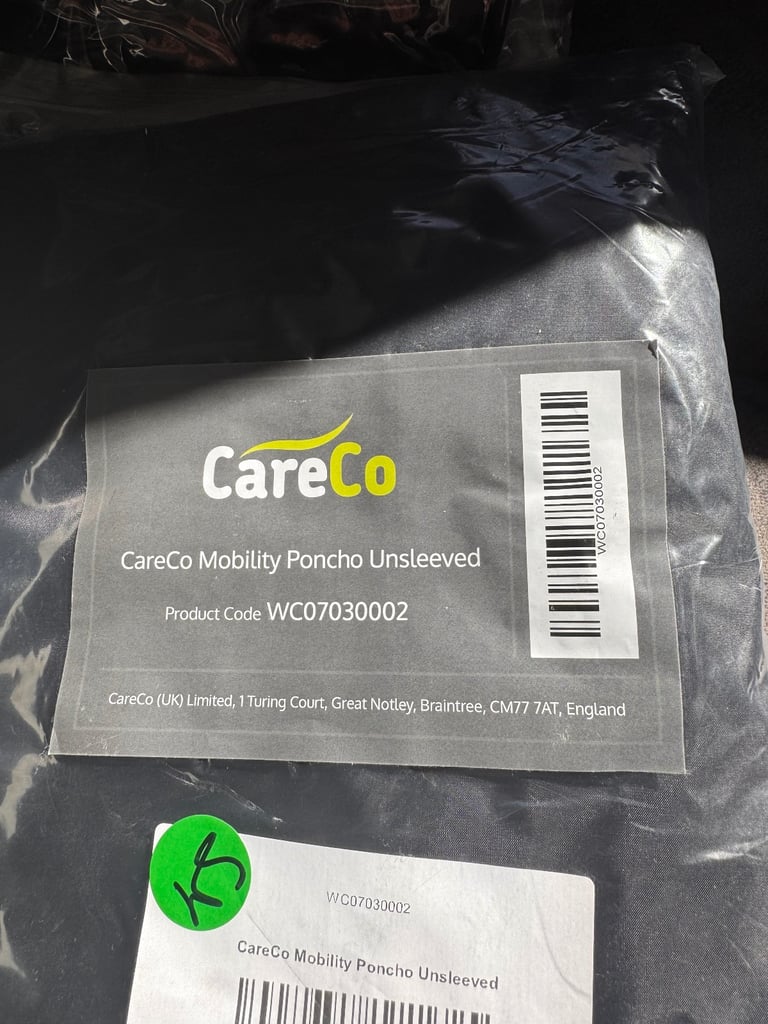 CareCo
CareCo Mobility Poncho Unsleeved
Product Code WC07030002
WC07030002
CareCo (UK) Limited, 1 Turing Court, Great Notley, Braintree, CM77 7AT, England
WC07030002
CareCo Mobility Poncho Unsleeved